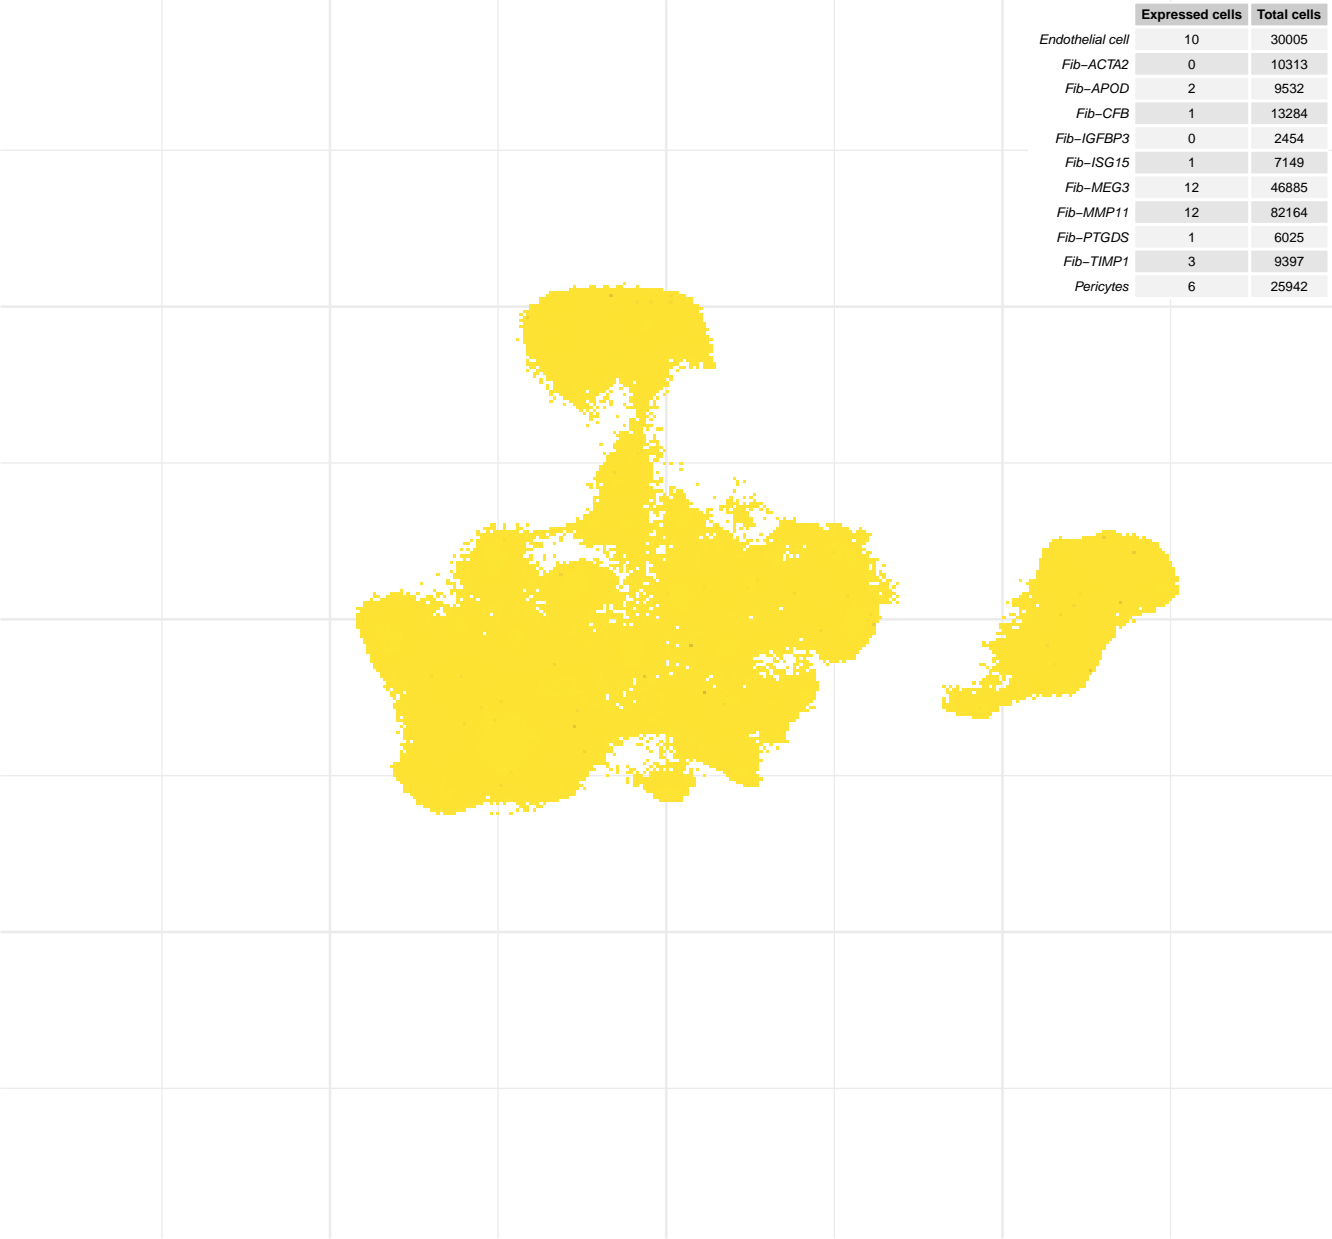 Expressed cells Total cells
Endothelial cell 10 30005
Fib−ACTA2 0 10313
Fib−APOD 2 9532
Fib−CFB 1 13284
Fib−IGFBP3 0 2454
Fib−ISG15 1 7149
Fib−MEG3 12 46885
Fib−MMP11 12 82164
Fib−PTGDS 1 6025
Fib−TIMP1 3 9397
Pericytes 6 25942